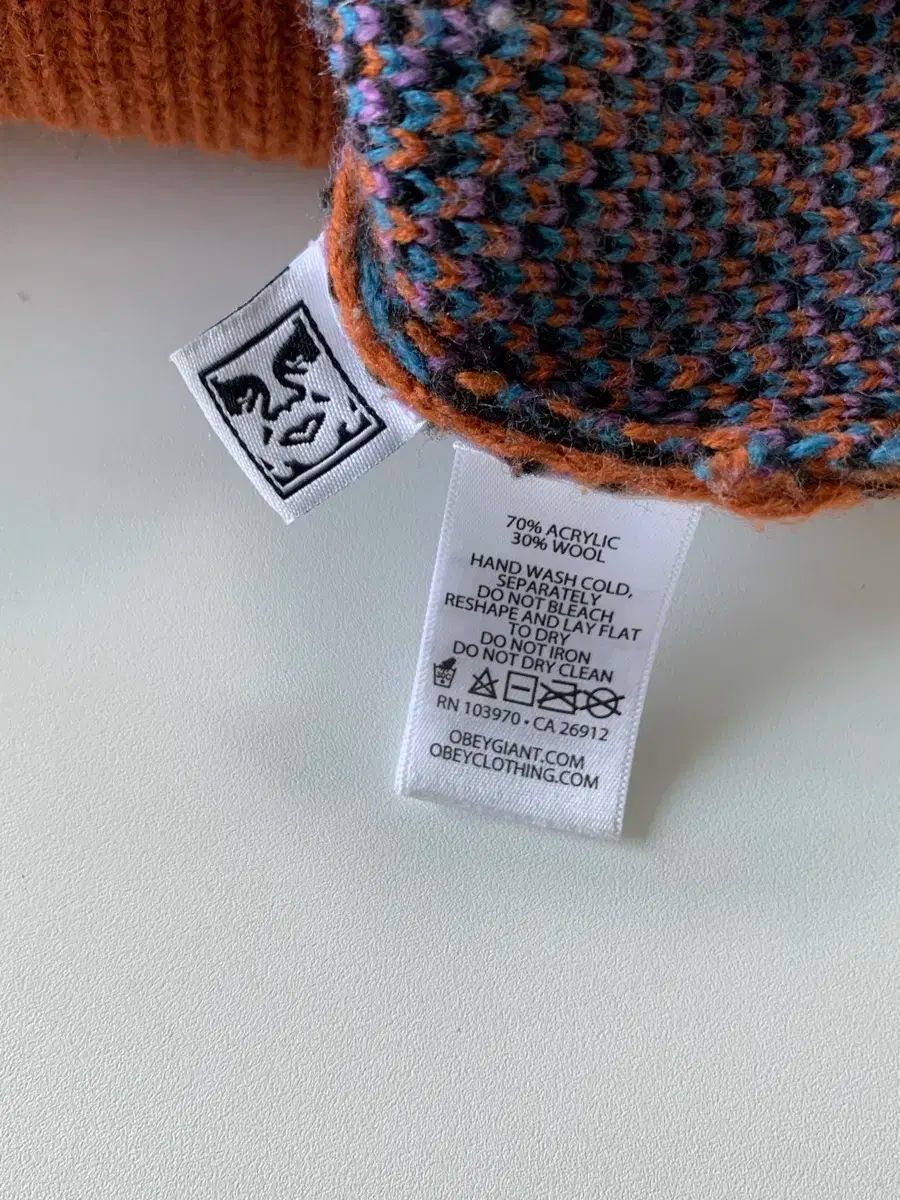 70% ACRYLIC
30% WOOL
HAND WASH COLD,
SEPARATELY
DO NOT BLEACH
RESHAPE AND LAY FLAT
TO DRY
DO NOT IRON
DO NOT DRY CLEAN
RN 103970 • CA 26912
OBEYGIANT.COM
OBEYCLOTHING.COM